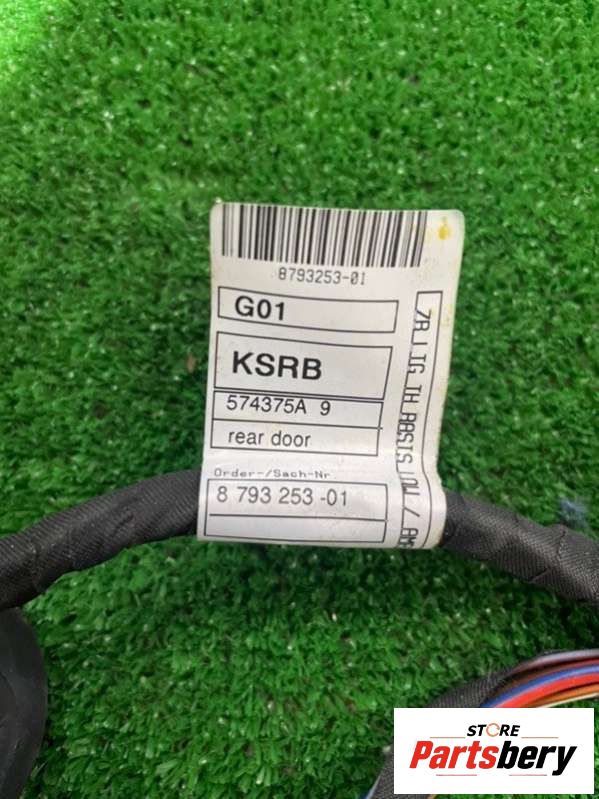 8793253-01
G01
KSRB
574375A 9
rear door
Order-/Sach-Nr
8 793 253 -01
STORE
Partsbery